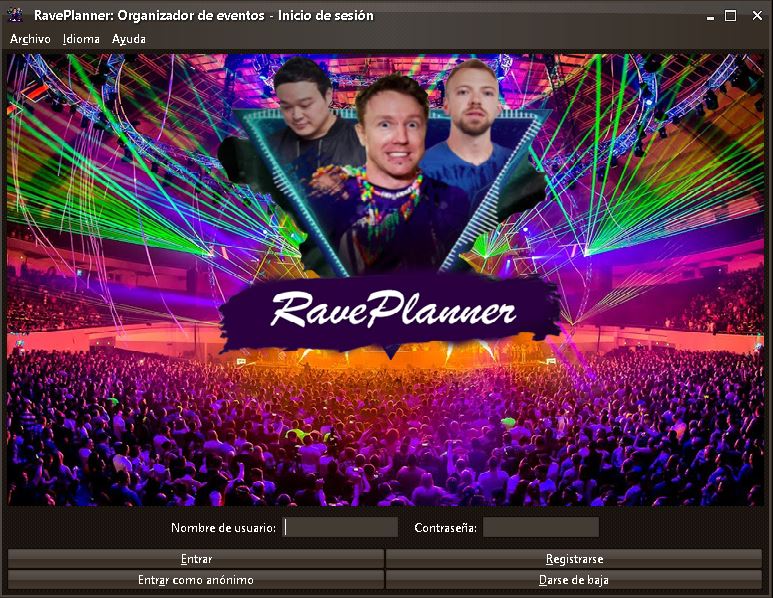 RavePlanner: Organizador de eventos - Inicio de sesión
Archivo Idioma Ayuda
RavePlanner
Nombre de usuario: Contraseña:
Entrar Registrarse
Entrar como anónimo Darse de baja